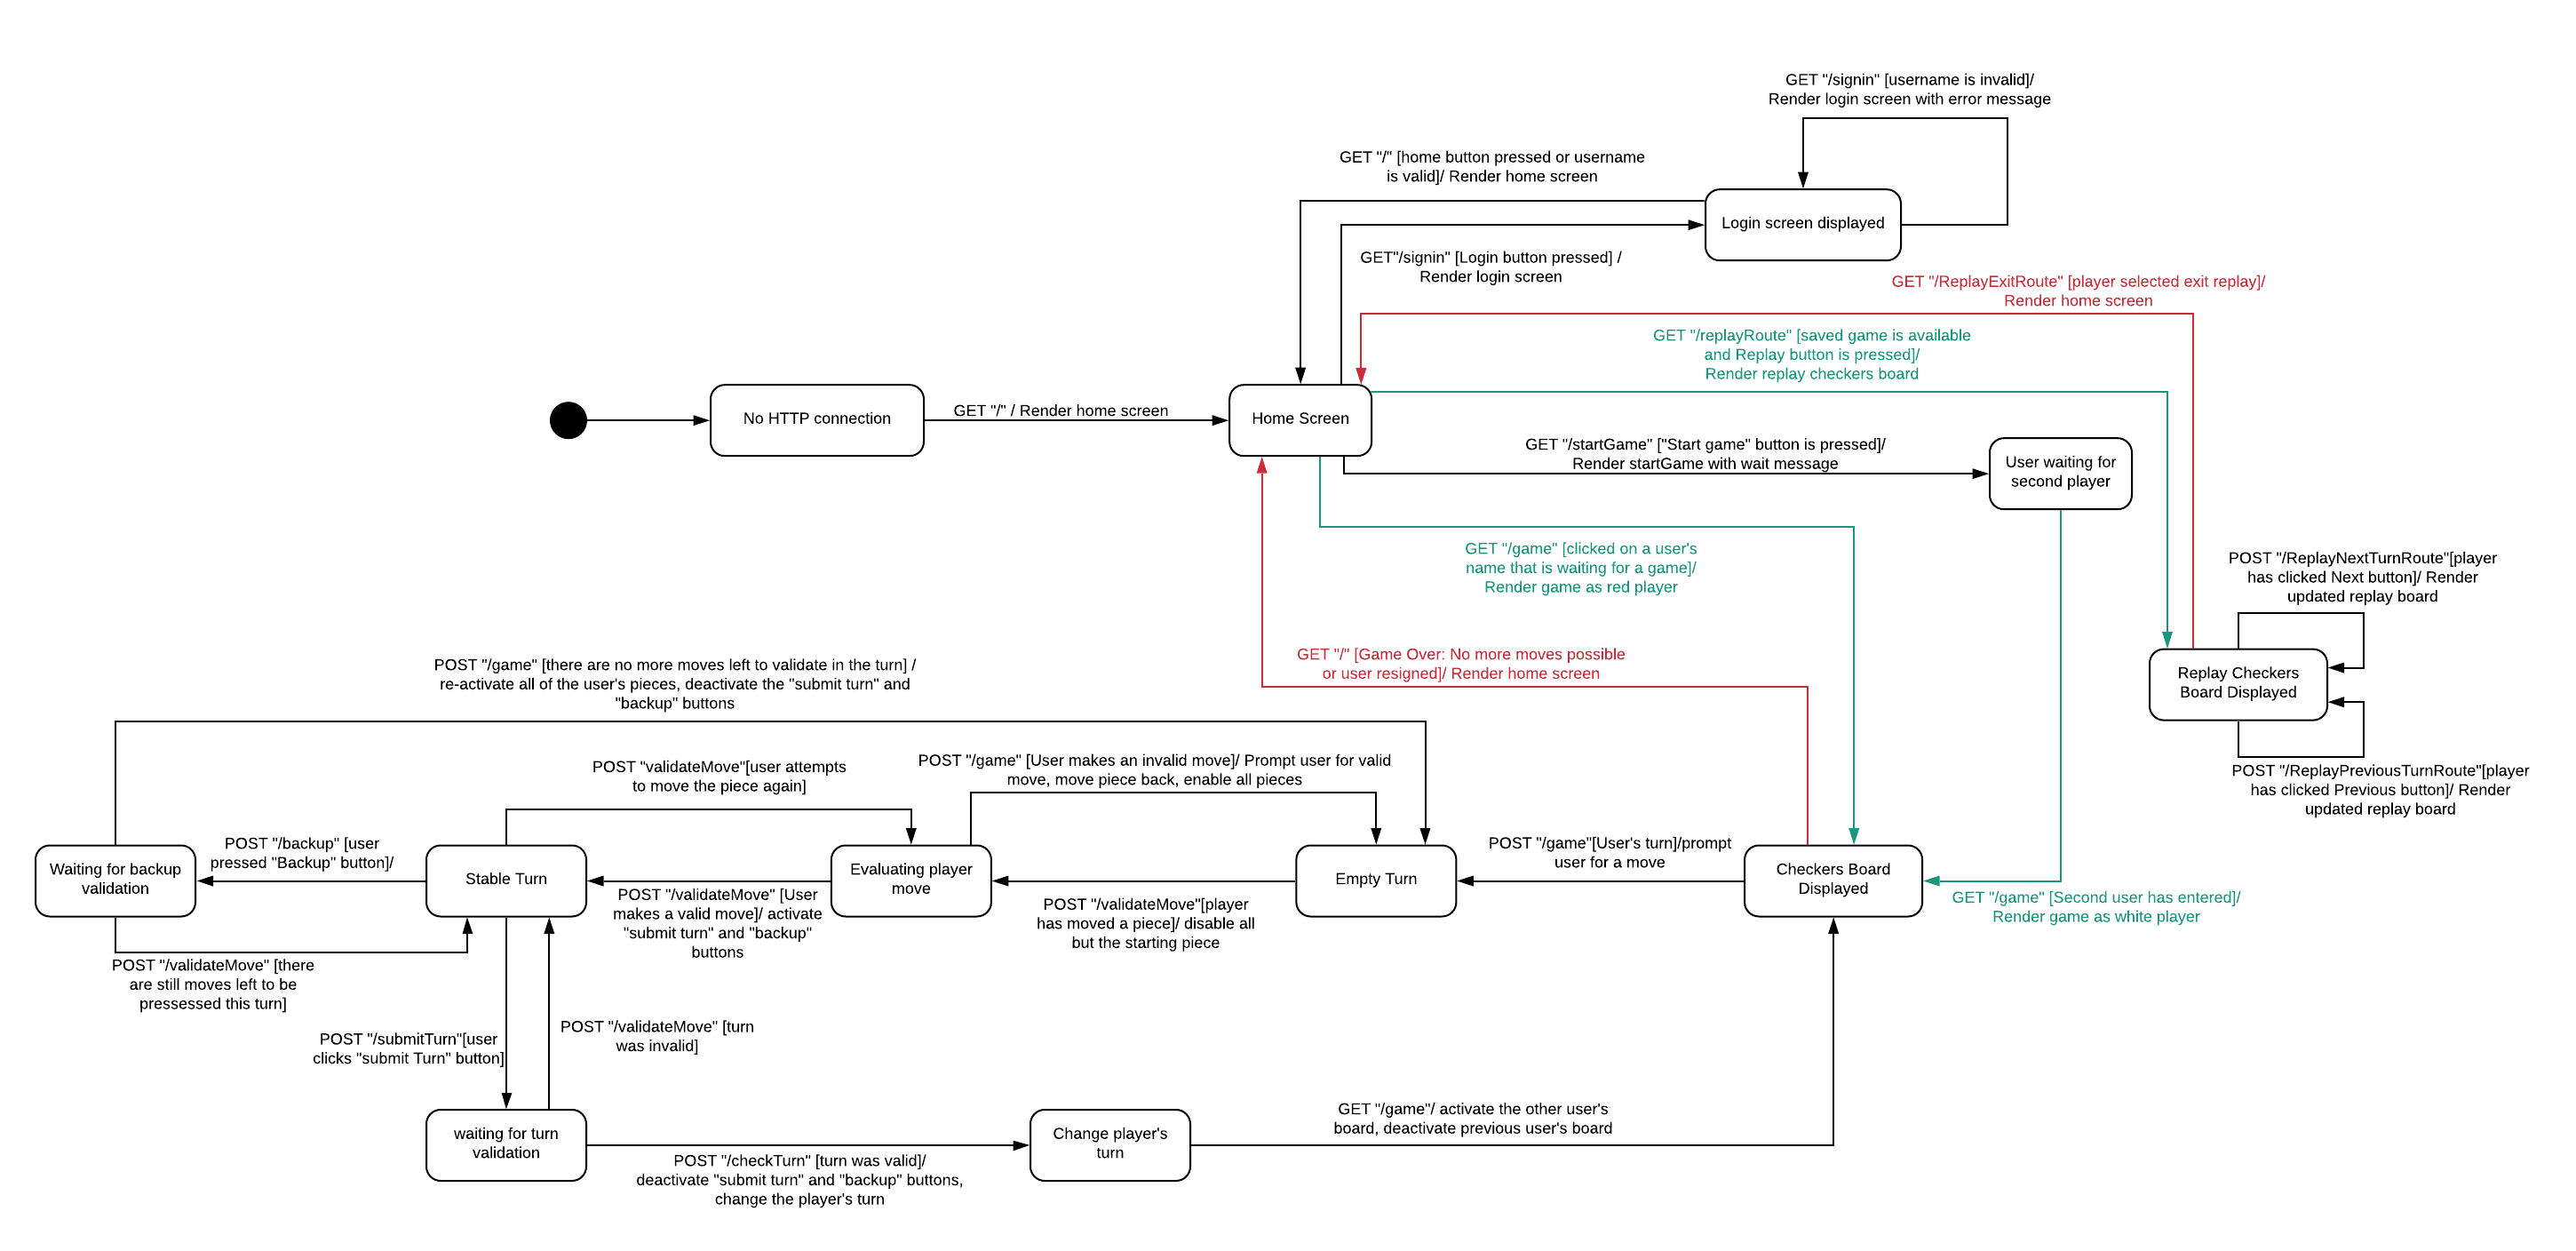 GET "/signin" [username is invalid]/
Render login screen with error message
GET "/" [home button pressed or username
is valid]/ Render home screen
Login screen displayed
GET"/signin" [Login button pressed] /
Render login screen
GET "/ReplayExitRoute" [player selected exit replay]/
Render home screen
GET "/replayRoute" [saved game is available
and Replay button is pressed]/
Render replay checkers board
No HTTP connection
GET "/" / Render home screen
Home Screen
GET "/startGame" ["Start game" button is pressed]/
Render startGame with wait message
User waiting for
second player
GET "/game" [clicked on a user's
name that is waiting for a game]/
Render game as red player
POST "/ReplayNextTurnRoute"[player
has clicked Next button]/ Render
updated replay board
GET "/" [Game Over: No more moves possible
or user resigned]/ Render home screen
Replay Checkers
Board Displayed
POST "/ReplayPreviousTurnRoute"[player
has clicked Previous button]/ Render
updated replay board
POST "/game" [there are no more moves left to validate in the turn] /
re-activate all of the user's pieces, deactivate the "submit turn" and
"backup" buttons
POST "validateMove"[user attempts
to move the piece again]
POST "/game" [User makes an invalid move]/ Prompt user for valid
move, move piece back, enable all pieces
Waiting for backup
validation
POST "/backup" [user
pressed "Backup" button]/
Stable Turn
POST "/validateMove" [User
makes a valid move]/ activate
"submit turn" and "backup"
buttons
Evaluating player
move
POST "/validateMove"[player
has moved a piece]/ disable all
but the starting piece
Empty Turn
POST "/game"[User's turn]/prompt
user for a move
Checkers Board
Displayed
GET "/game" [Second user has entered]/
Render game as white player
POST "/validateMove" [there
are still moves left to be
pressessed this turn]
POST "/submitTurn"[user
clicks "submit Turn" button]
POST "/validateMove" [turn
was invalid]
waiting for turn
validation
POST "/checkTurn" [turn was valid]/
deactivate "submit turn" and "backup" buttons,
change the player's turn
Change player's
turn
GET "/game"/ activate the other user's
board, deactivate previous user's board